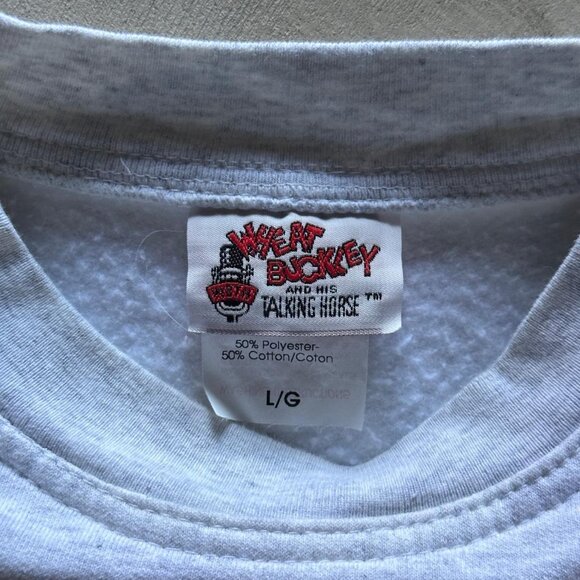 WHEAT
BUCKLEY
AND HIS
TALKING HORSE™
50% Polyester-
50% Cotton/Coton
L/G